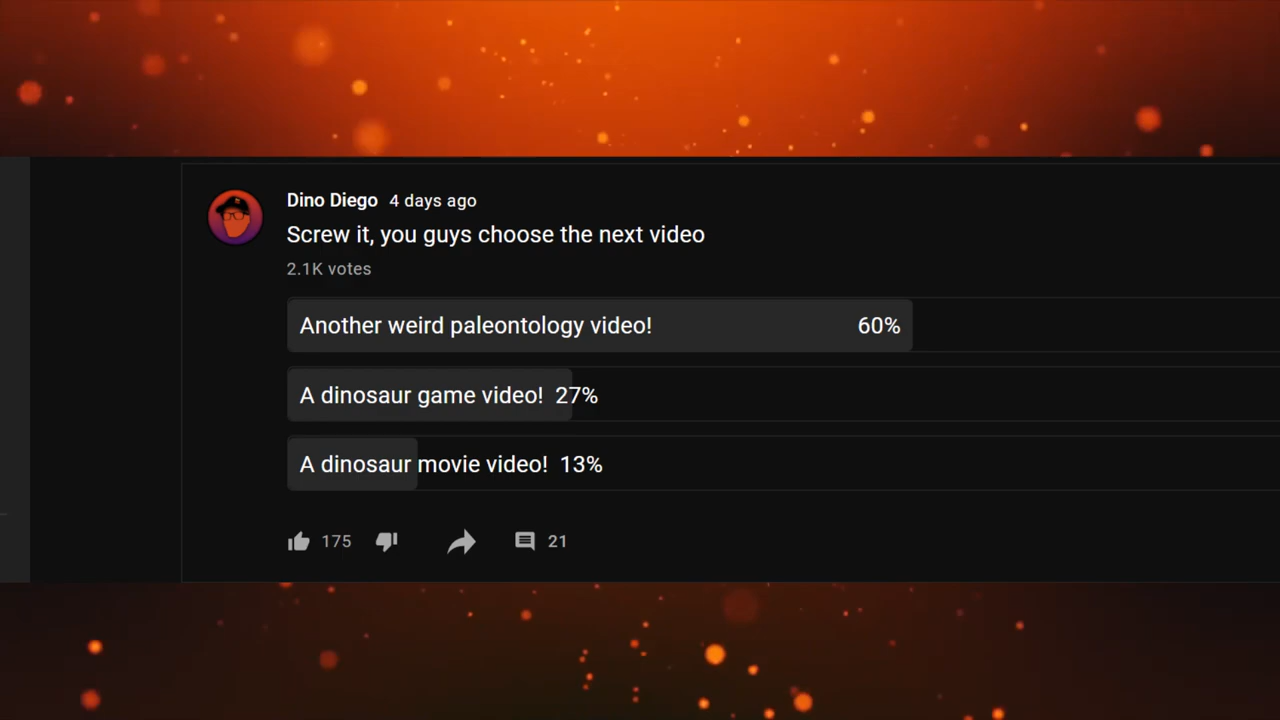 Dino Diego 4 days ago
Screw it, you guys choose the next video
2.1K votes
Another weird paleontology video! 60%
A dinosaur game video! 27%
A dinosaur movie video! 13%
175 21